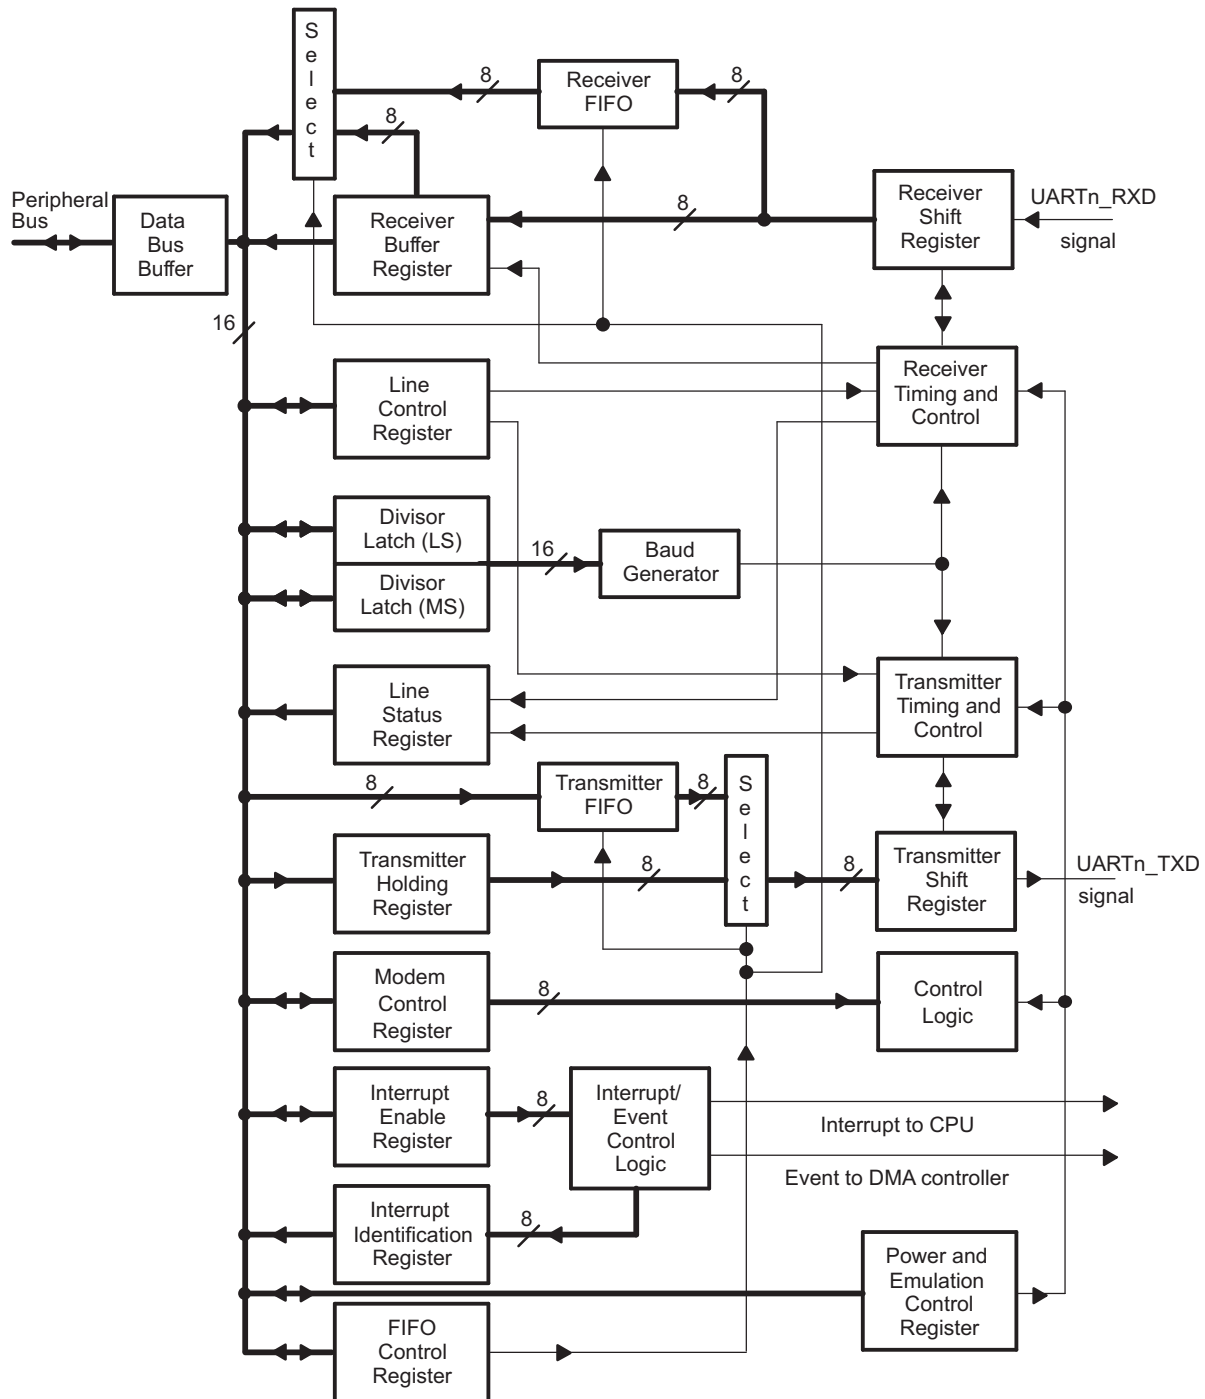 S
e
l
e
c
t
8
Receiver
FIFO
8
8
Peripheral
Bus
Data
Bus
Buffer
Receiver
Buffer
Register
8
Receiver
Shift
Register
UARTn_RXD
signal
16
Line
Control
Register
Receiver
Timing and
Control
Divisor
Latch (LS)
Divisor
Latch (MS)
16
Baud
Generator
Line
Status
Register
Transmitter
Timing and
Control
8
Transmitter
FIFO
8
S
e
l
e
c
t
Transmitter
Holding
Register
8
8
Transmitter
Shift
Register
UARTn_TXD
signal
Modem
Control
Register
8
Control
Logic
Interrupt
Enable
Register
8
Interrupt/
Event
Control
Logic
Interrupt to CPU
Event to DMA controller
Interrupt
Identification
Register
8
Power and
Emulation
Control
Register
FIFO
Control
Register